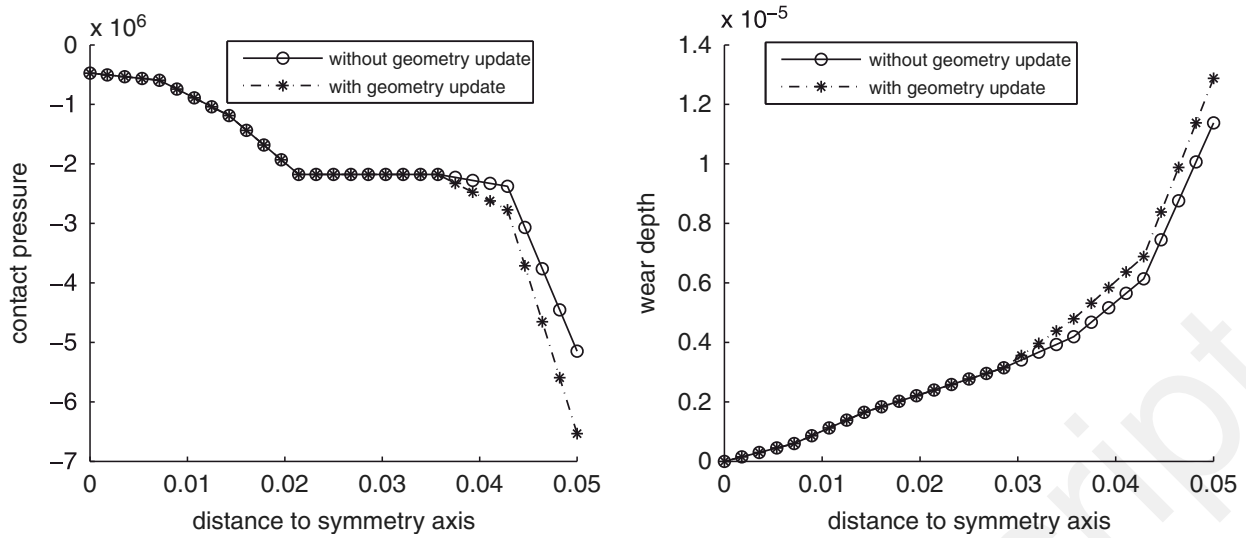 x 10^6
0
−1
−2
−3
−4
−5
−6
−7
contact pressure
without geometry update
with geometry update
0 0.01 0.02 0.03 0.04 0.05
distance to symmetry axis
x 10^−5
1.4
1.2
1
0.8
0.6
0.4
0.2
0
wear depth
without geometry update
with geometry update
0 0.01 0.02 0.03 0.04 0.05
distance to symmetry axis
ript